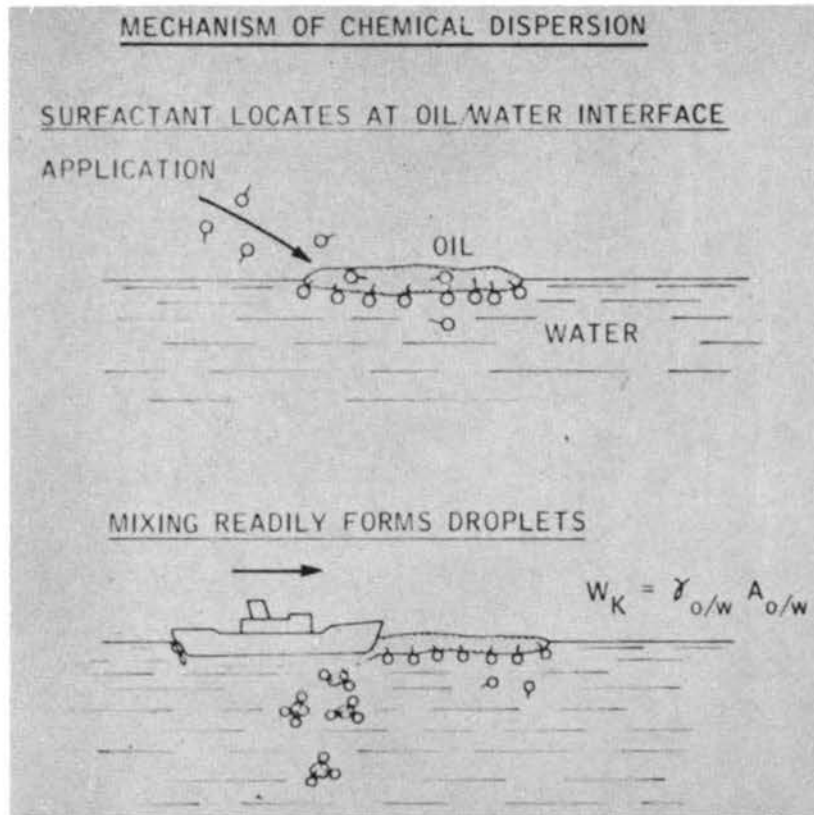 MECHANISM OF CHEMICAL DISPERSION
SURFACTANT LOCATES AT OIL/WATER INTERFACE
APPLICATION
OIL
WATER
MIXING READILY FORMS DROPLETS
W_K = γ_o/w A_o/w